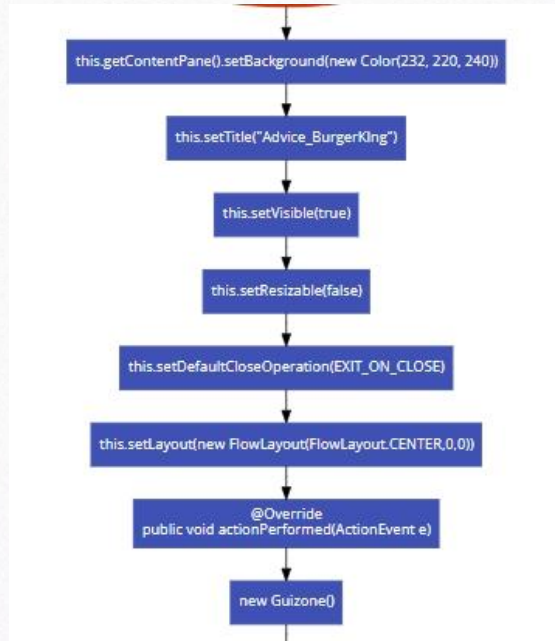 this.getContentPane().setBackground(new Color(232, 220, 240))
this.setTitle("Advice_BurgerKIng")
this.setVisible(true)
this.setResizable(false)
this.setDefaultCloseOperation(EXIT_ON_CLOSE)
this.setLayout(new FlowLayout(FlowLayout.CENTER,0,0))
@Override
public void actionPerformed(ActionEvent e)
new Guizone()